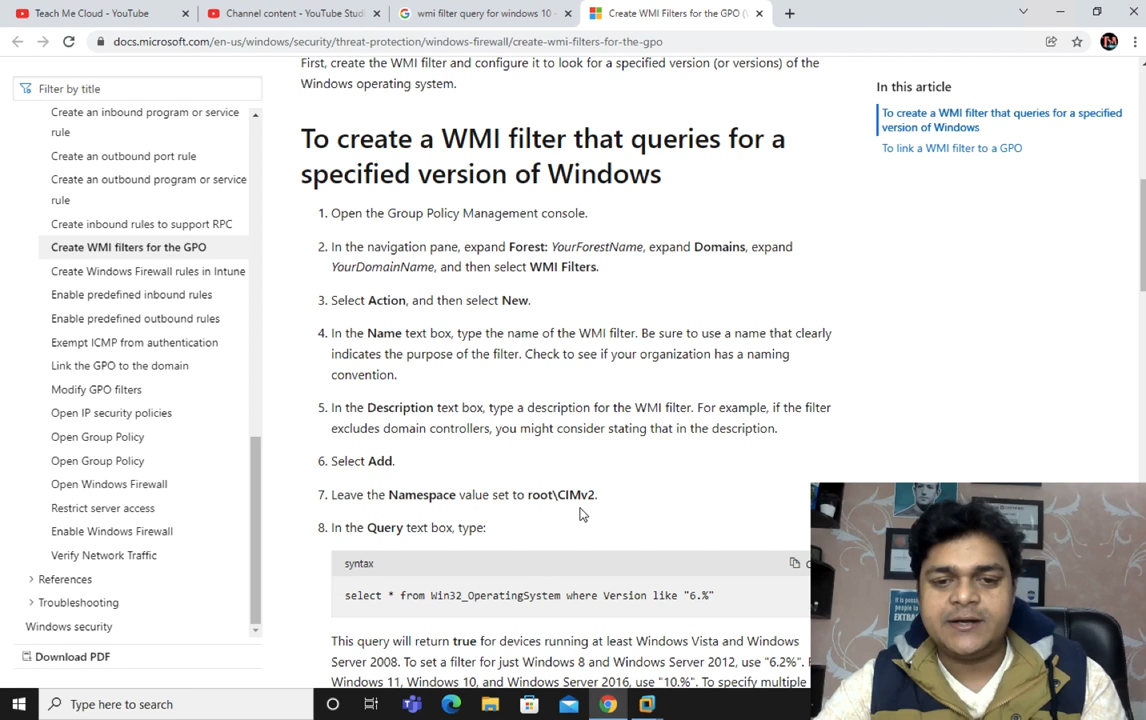 Teach Me Cloud - YouTube
Channel content - YouTube Stud
wmi filter query for windows 10 -
Create WMI Filters for the GPO (W
docs.microsoft.com/en-us/windows/security/threat-protection/windows-firewall/create-wmi-filters-for-the-gpo
Filter by title
Create an inbound program or service
rule
Create an outbound port rule
Create an outbound program or service
rule
Create inbound rules to support RPC
Create WMI filters for the GPO
Create Windows Firewall rules in Intune
Enable predefined inbound rules
Enable predefined outbound rules
Exempt ICMP from authentication
Link the GPO to the domain
Modify GPO filters
Open IP security policies
Open Group Policy
Open Group Policy
Open Windows Firewall
Restrict server access
Enable Windows Firewall
Verify Network Traffic
References
Troubleshooting
Windows security
Download PDF
First, create the WMI filter and configure it to look for a specified version (or versions) of the
Windows operating system.
To create a WMI filter that queries for a
specified version of Windows
1. Open the Group Policy Management console.
2. In the navigation pane, expand Forest: YourForestName, expand Domains, expand
YourDomainName, and then select WMI Filters.
3. Select Action, and then select New.
4. In the Name text box, type the name of the WMI filter. Be sure to use a name that clearly
indicates the purpose of the filter. Check to see if your organization has a naming
convention.
5. In the Description text box, type a description for the WMI filter. For example, if the filter
excludes domain controllers, you might consider stating that in the description.
6. Select Add.
7. Leave the Namespace value set to root\CIMv2.
8. In the Query text box, type:
syntax
select * from Win32_OperatingSystem where Version like "6.%"
This query will return true for devices running at least Windows Vista and Windows
Server 2008. To set a filter for just Windows 8 and Windows Server 2012, use "6.2%". F
Windows 11, Windows 10, and Windows Server 2016, use "10.%". To specify multiple
In this article
To create a WMI filter that queries for a specified
version of Windows
To link a WMI filter to a GPO
Type here to search